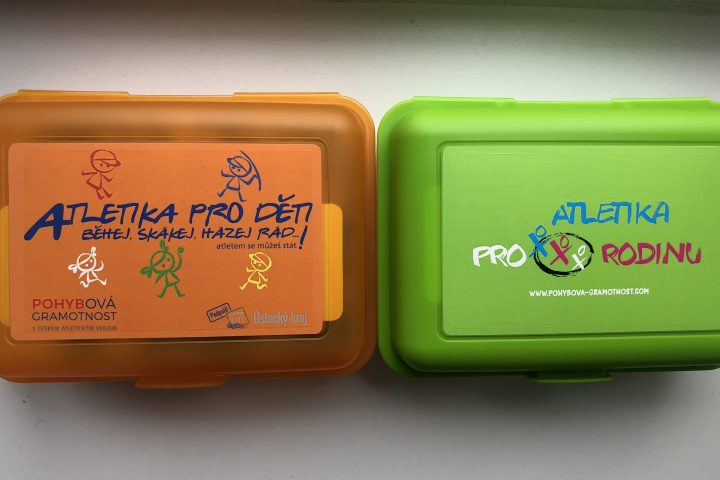 ATLETIKA PRO DĚTI
BĚHEJ, SKÁKEJ, HÁZEJ RÁD...!
atletem se můžeš stát
POHYBOVÁ
GRAMOTNOST
S ČESKÝM ATLETICKÝM SVAZEM
Ústecký kraj
ATLETIKA
PRO RODINU
WWW.POHYBOVA-GRAMOTNOST.COM